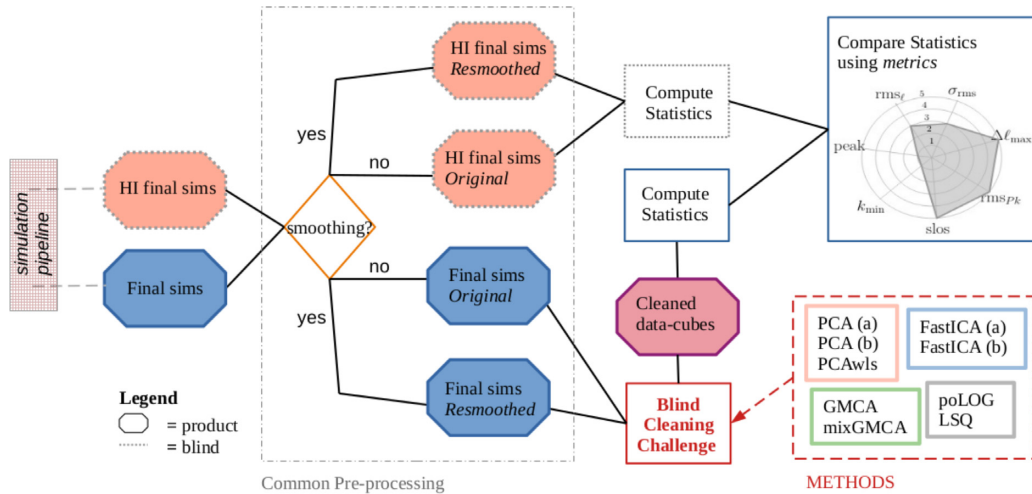 simulation
pipeline
HI final sims
Final sims
smoothing?
yes
no
no
yes
HI final sims
Resmoothed
HI final sims
Original
Final sims
Original
Final sims
Resmoothed
Common Pre-processing
Compute
Statistics
Compute
Statistics
Cleaned
data-cubes
Blind
Cleaning
Challenge
Compare Statistics
using metrics
rmsℓ
σrms
peak
Δℓmax
kmin
rmsPk
slos
5
4
3
2
1
PCA (a)
PCA (b)
PCAwls
FastICA (a)
FastICA (b)
GMCA
mixGMCA
poLOG
LSQ
METHODS
Legend
= product
= blind